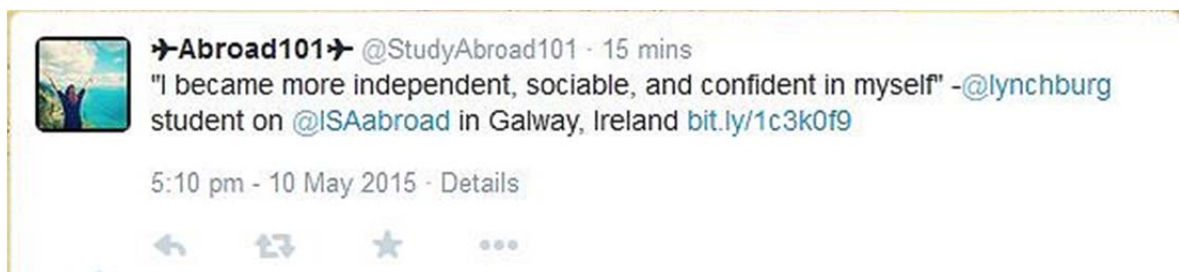 ✈Abroad101✈ @StudyAbroad101 · 15 mins
"I became more independent, sociable, and confident in myself" -@lynchburg
student on @ISAabroad in Galway, Ireland bit.ly/1c3k0f9
5:10 pm - 10 May 2015 · Details